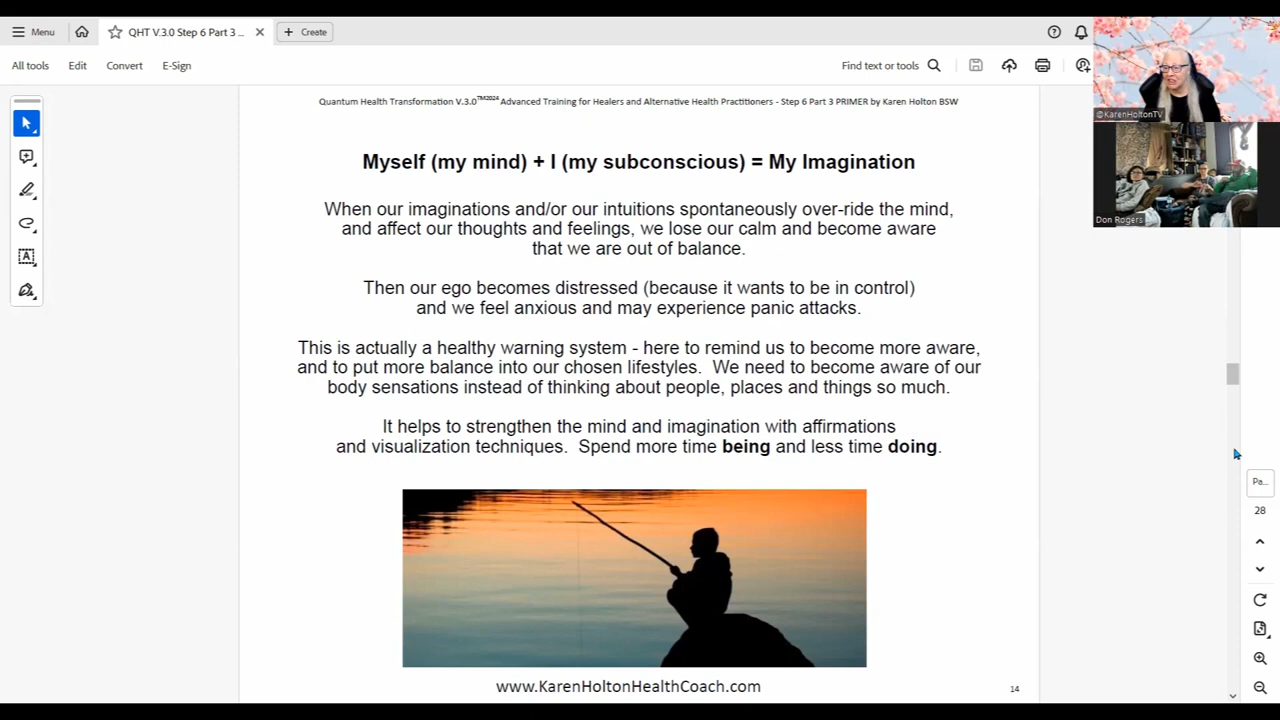 Menu
QHT V.3.0 Step 6 Part 3 ...
Create
All tools
Edit
Convert
E-Sign
Find text or tools
Quantum Health Transformation V.3.0™2024 Advanced Training for Healers and Alternative Health Practitioners - Step 6 Part 3 PRIMER by Karen Holton BSW
@KarenHoltonTV
Don Rogers
Myself (my mind) + I (my subconscious) = My Imagination
When our imaginations and/or our intuitions spontaneously over-ride the mind,
and affect our thoughts and feelings, we lose our calm and become aware
that we are out of balance.
Then our ego becomes distressed (because it wants to be in control)
and we feel anxious and may experience panic attacks.
This is actually a healthy warning system - here to remind us to become more aware,
and to put more balance into our chosen lifestyles. We need to become aware of our
body sensations instead of thinking about people, places and things so much.
It helps to strengthen the mind and imagination with affirmations
and visualization techniques. Spend more time being and less time doing.
Pa...
28
www.KarenHoltonHealthCoach.com
14